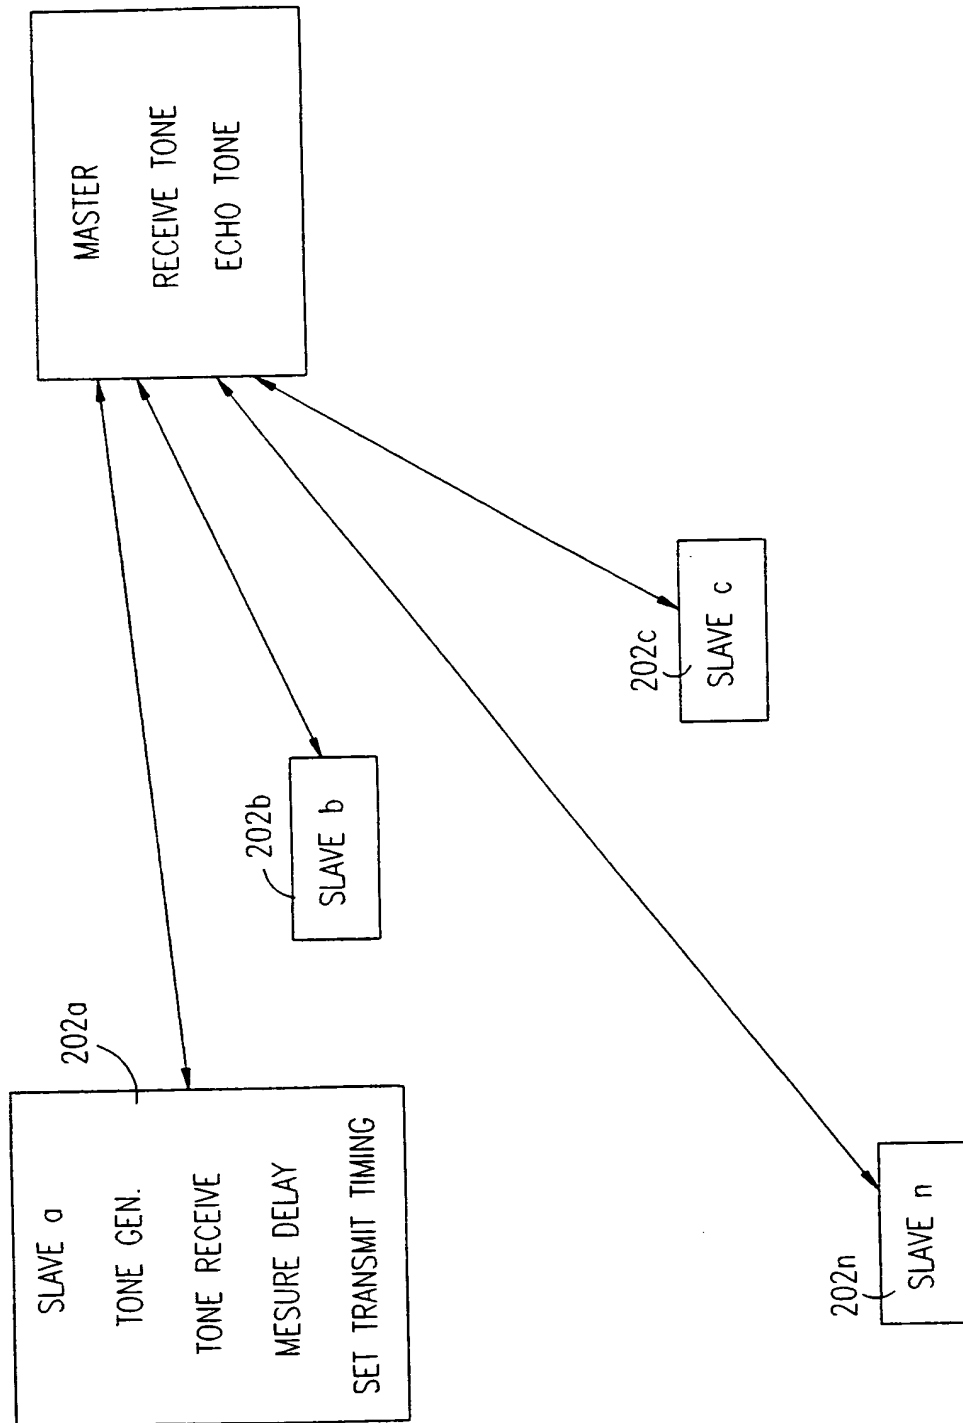 MASTER
RECEIVE TONE
ECHO TONE
202a
SLAVE a
TONE GEN.
TONE RECEIVE
MESURE DELAY
SET TRANSMIT TIMING
202b
SLAVE b
202c
SLAVE c
202n
SLAVE n